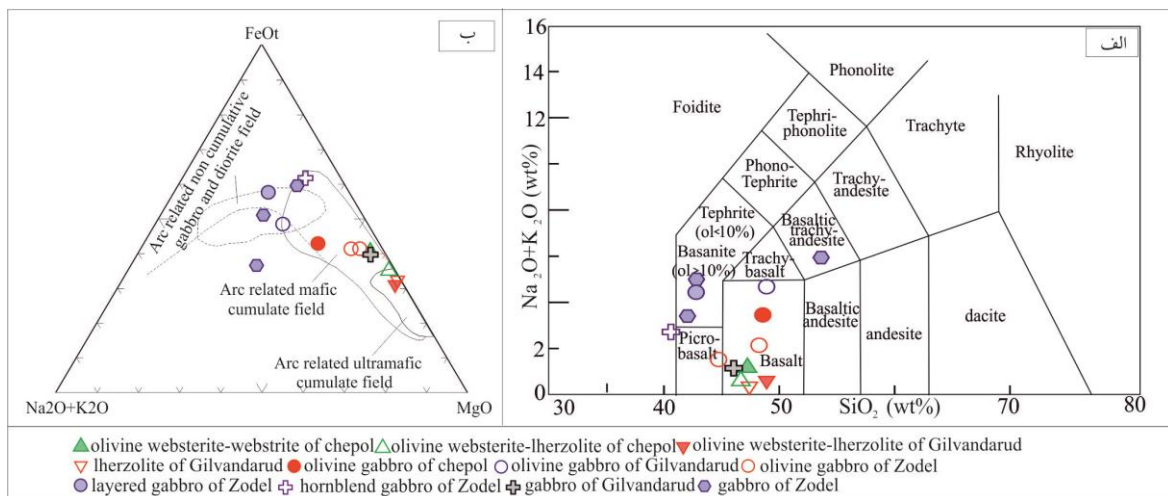 ب
FeOt
Arc related non cumulative
gabbro and diorite field
Arc related mafic
cumulate field
Arc related ultramafic
cumulate field
Na2O+K2O
MgO
الف
Na₂O+K₂O (wt%)
16
14
12
10
8
6
4
2
0
Phonolite
Foidite
Tephri-
phonolite
Trachyte
Rhyolite
Phono-
Tephrite
Trachy-
andesite
Tephrite
(ol<10%)
Basaltic
trachy-
andesite
Basanite
(ol>10%)
Trachy-
basalt
Basaltic
andesite
andesite
dacite
Picro-
basalt
Basalt
30
40
50
SiO₂ (wt%)
70
80
olivine websterite-webstrite of chepol
olivine websterite-lherzolite of chepol
olivine websterite-lherzolite of Gilvandarud
lherzolite of Gilvandarud
olivine gabbro of chepol
olivine gabbro of Gilvandarud
olivine gabbro of Zodel
layered gabbro of Zodel
hornblend gabbro of Zodel
gabbro of Gilvandarud
gabbro of Zodel